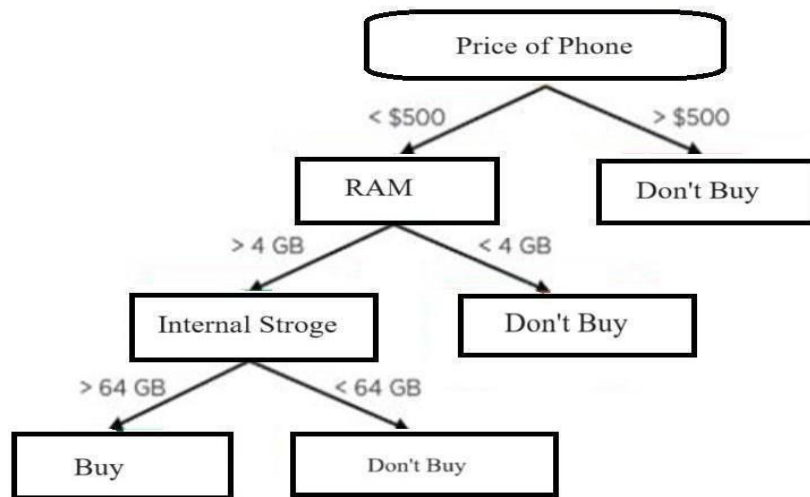 Price of Phone
< $500
> $500
RAM
Don't Buy
> 4 GB
< 4 GB
Internal Stroge
Don't Buy
> 64 GB
< 64 GB
Buy
Don't Buy